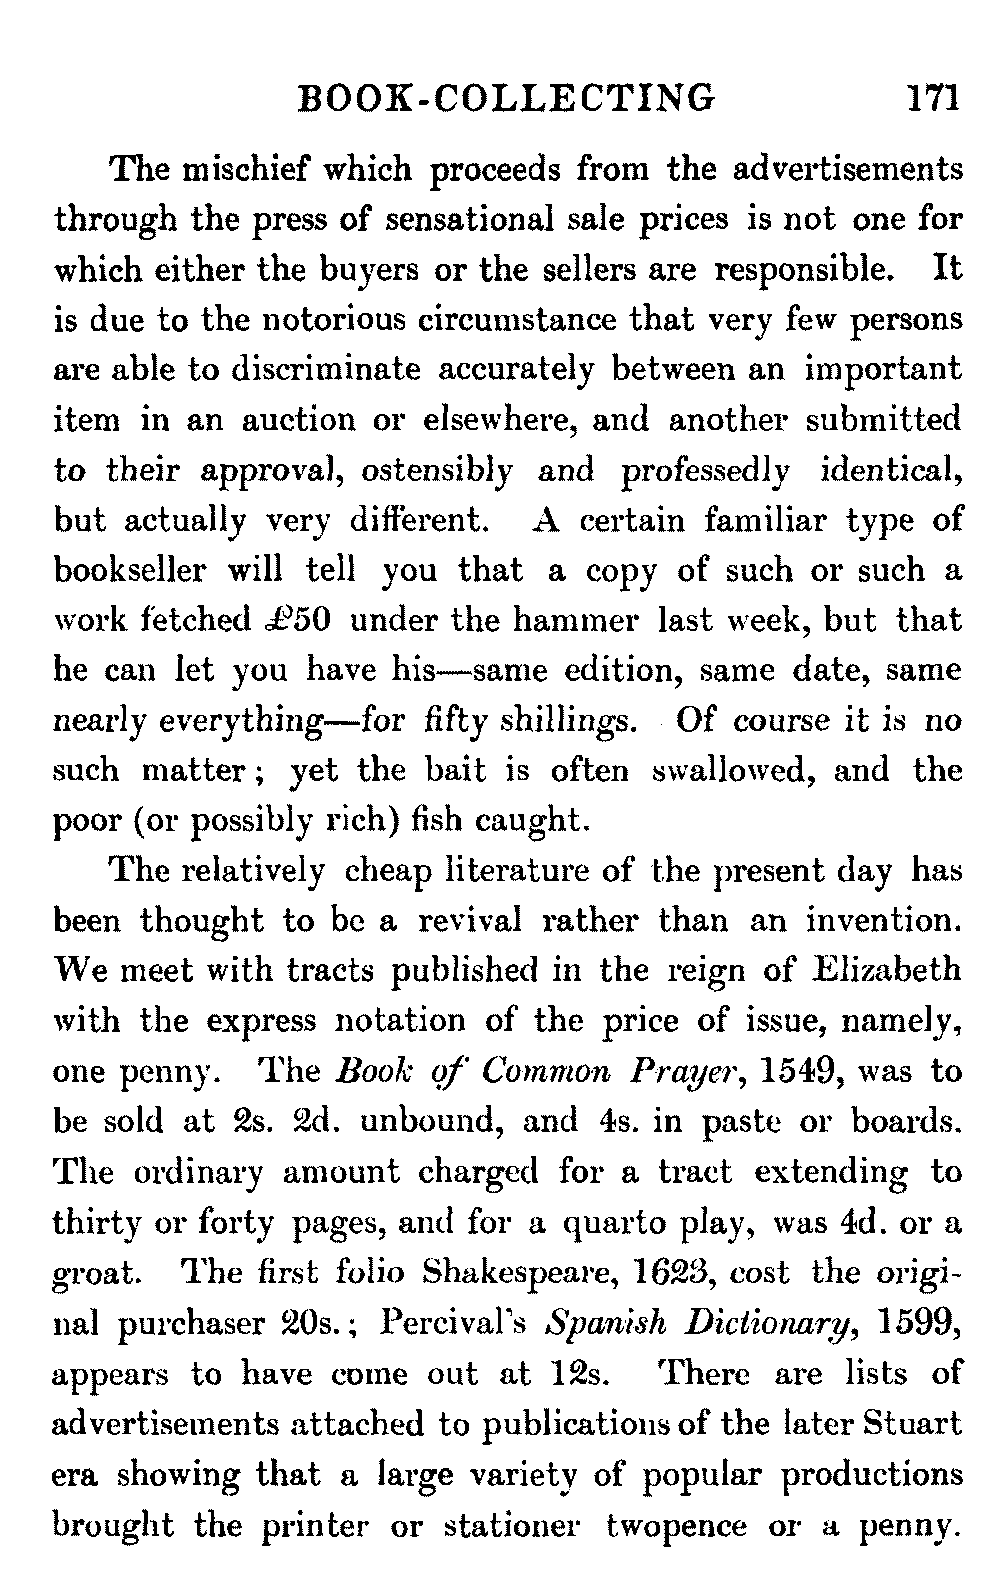 BOOK-COLLECTING 171
The mischief which proceeds from the advertisements
through the press of sensational sale prices is not one for
which either the buyers or the sellers are responsible. It
is due to the notorious circumstance that very few persons
are able to discriminate accurately between an important
item in an auction or elsewhere, and another submitted
to their approval, ostensibly and professedly identical,
but actually very different. A certain familiar type of
bookseller will tell you that a copy of such or such a
work fetched £50 under the hammer last week, but that
he can let you have his—same edition, same date, same
nearly everything—for fifty shillings. Of course it is no
such matter; yet the bait is often swallowed, and the
poor (or possibly rich) fish caught.
The relatively cheap literature of the present day has
been thought to be a revival rather than an invention.
We meet with tracts published in the reign of Elizabeth
with the express notation of the price of issue, namely,
one penny. The Book of Common Prayer, 1549, was to
be sold at 2s. 2d. unbound, and 4s. in paste or boards.
The ordinary amount charged for a tract extending to
thirty or forty pages, and for a quarto play, was 4d. or a
groat. The first folio Shakespeare, 1623, cost the origi-
nal purchaser 20s.; Percival's Spanish Dictionary, 1599,
appears to have come out at 12s. There are lists of
advertisements attached to publications of the later Stuart
era showing that a large variety of popular productions
brought the printer or stationer twopence or a penny.